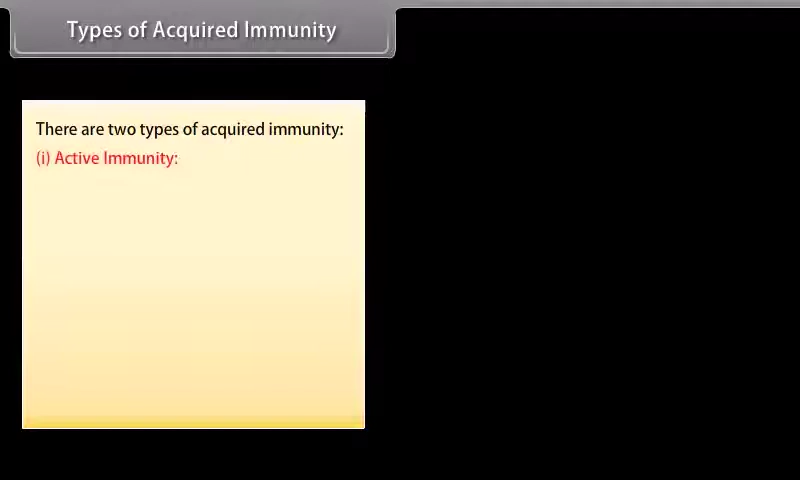 Types of Acquired Immunity
There are two types of acquired immunity:
(i) Active Immunity: